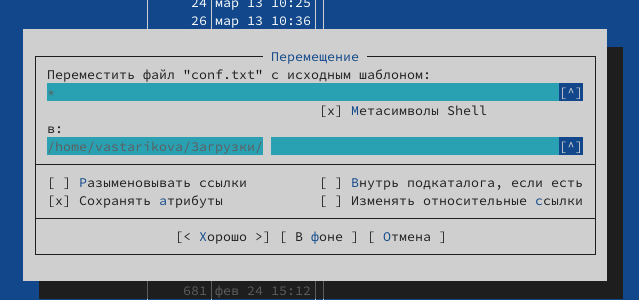 24 мар 13 10:25
26 мар 13 10:36
Перемещение
Переместить файл "conf.txt" с исходным шаблоном:
* [^]
[x] Метасимволы Shell
в:
/home/vastarikova/Загрузки/ [^]
[ ] Разыменовывать ссылки [ ] Внутрь подкаталога, если есть
[x] Сохранять атрибуты [ ] Изменять относительные ссылки
[< Хорошо >] [ В фоне ] [ Отмена ]
681 фев 24 15:12